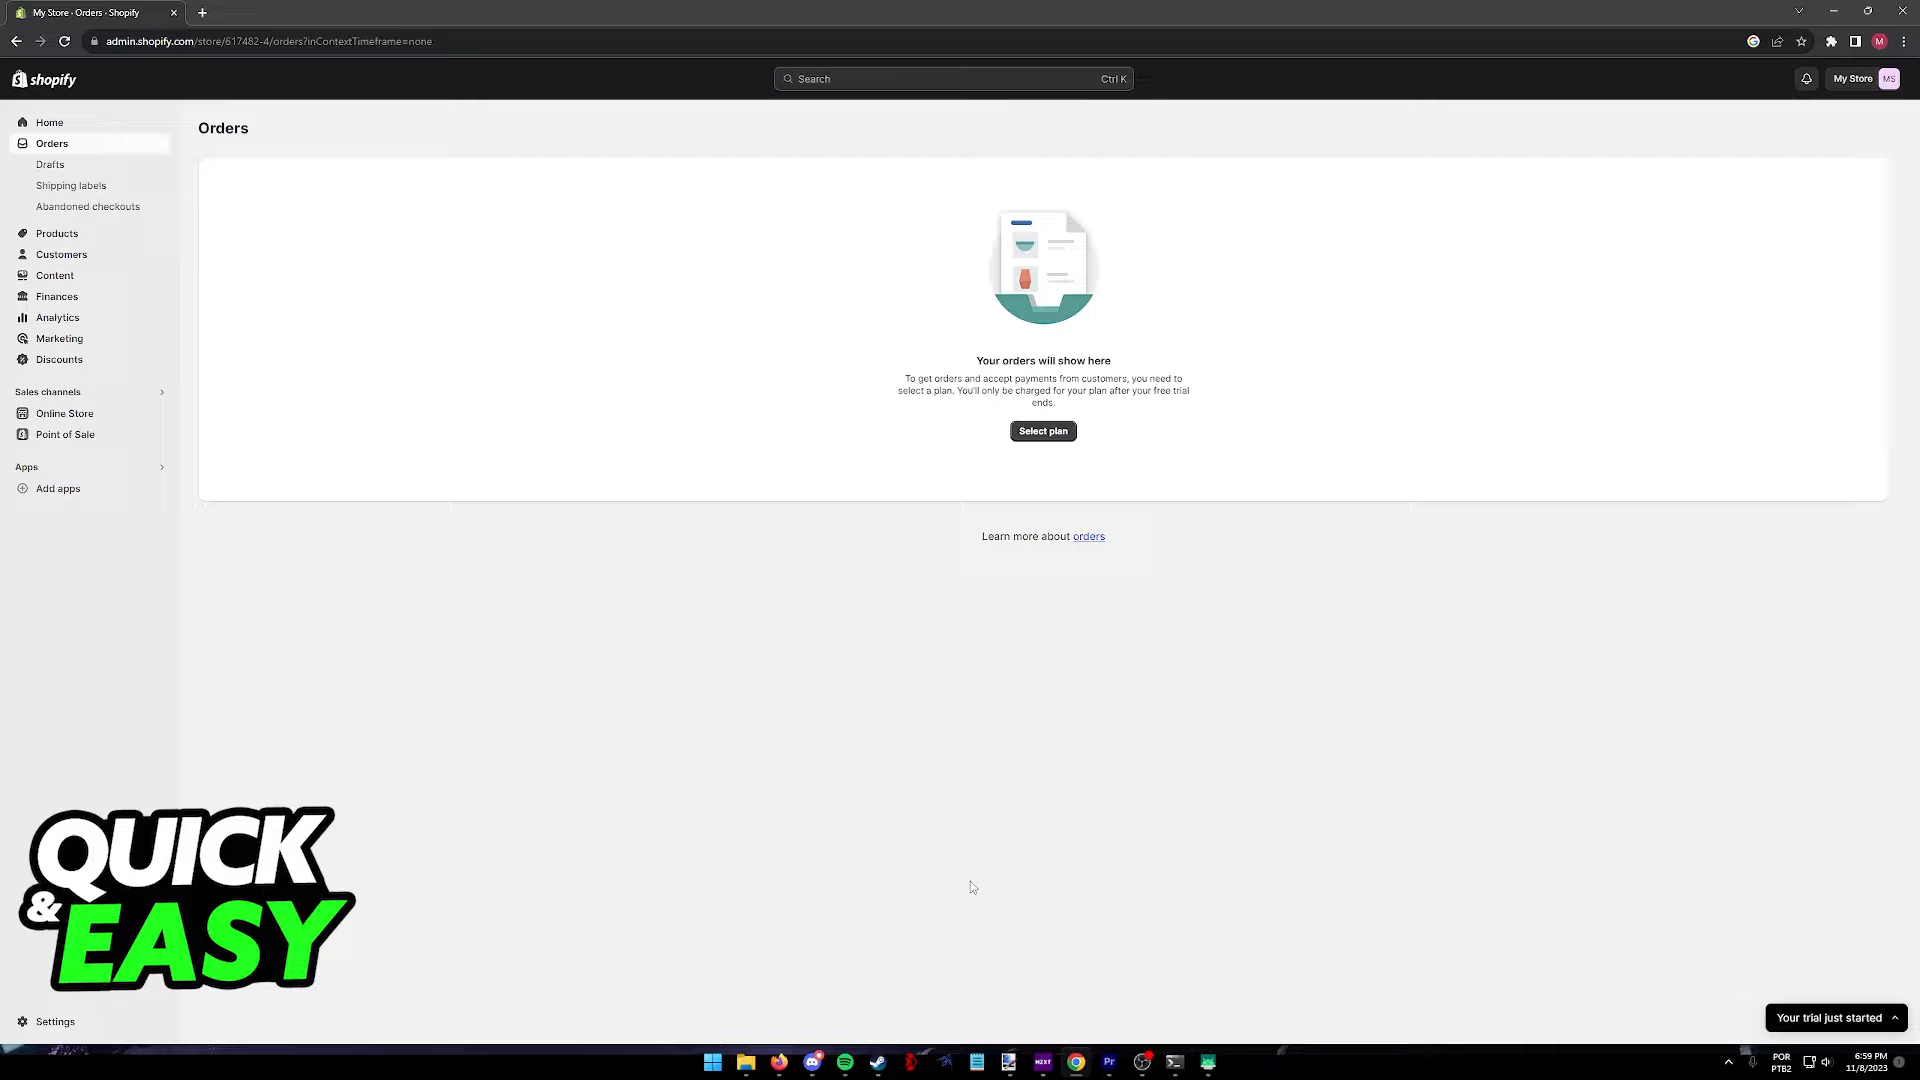 My Store · Orders · Shopify
admin.shopify.com/store/617482-4/orders?inContextTimeframe=none
M
shopify
Search
Ctrl K
My Store
MS
Home
Orders
Drafts
Shipping labels
Abandoned checkouts
Products
Customers
Content
Finances
Analytics
Marketing
Discounts
Sales channels
Online Store
Point of Sale
Apps
Add apps
Settings
Orders
Your orders will show here
To get orders and accept payments from customers, you need to
select a plan. You'll only be charged for your plan after your free trial
ends.
Select plan
Learn more about orders
QUICK
& EASY
Your trial just started
NZXT
Pr
POR
PTB2
6:59 PM
11/8/2023